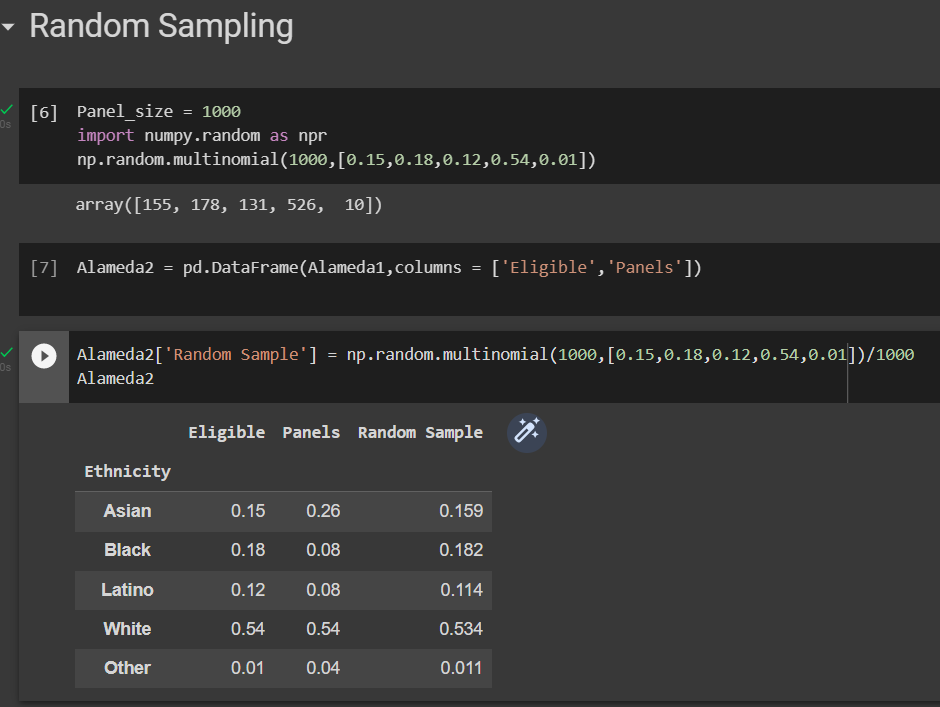 Random Sampling
[6] Panel_size = 1000
import numpy.random as npr
np.random.multinomial(1000,[0.15,0.18,0.12,0.54,0.01])
0s
array([155, 178, 131, 526,  10])
[7] Alameda2 = pd.DataFrame(Alameda1,columns = ['Eligible','Panels'])
Alameda2['Random Sample'] = np.random.multinomial(1000,[0.15,0.18,0.12,0.54,0.01])/1000
0s
Alameda2
Eligible Panels Random Sample
Ethnicity
Asian 0.15 0.26 0.159
Black 0.18 0.08 0.182
Latino 0.12 0.08 0.114
White 0.54 0.54 0.534
Other 0.01 0.04 0.011